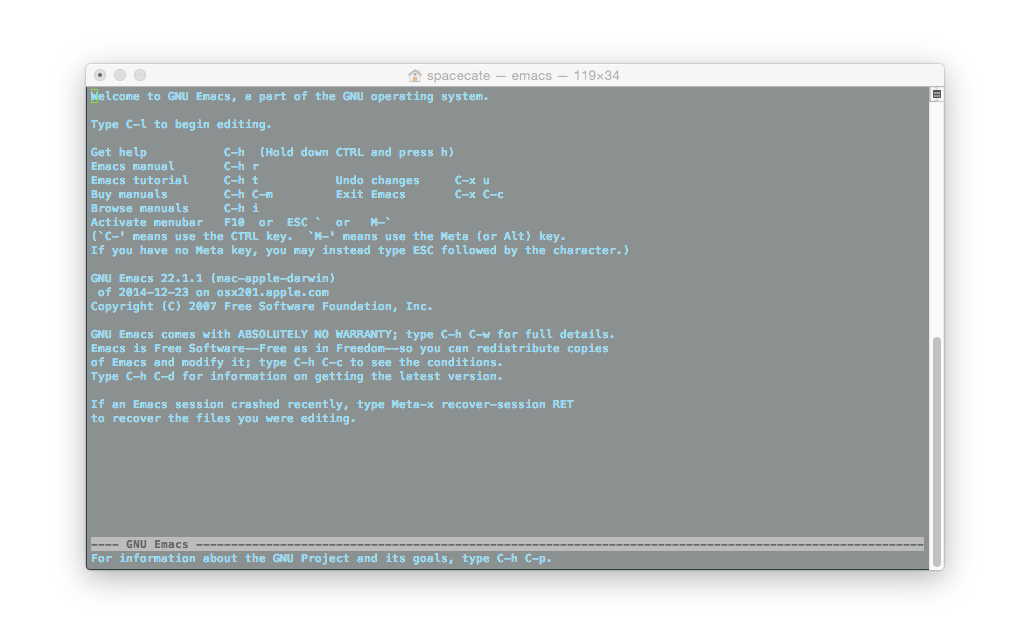 spacecate — emacs — 119×34
Welcome to GNU Emacs, a part of the GNU operating system.
Type C-l to begin editing.
Get help           C-h  (Hold down CTRL and press h)
Emacs manual       C-h r
Emacs tutorial     C-h t           Undo changes     C-x u
Buy manuals        C-h C-m         Exit Emacs       C-x C-c
Browse manuals     C-h i
Activate menubar   F10  or  ESC `  or   M-`
(`C-' means use the CTRL key.  `M-' means use the Meta (or Alt) key.
If you have no Meta key, you may instead type ESC followed by the character.)
GNU Emacs 22.1.1 (mac-apple-darwin)
 of 2014-12-23 on osx201.apple.com
Copyright (C) 2007 Free Software Foundation, Inc.
GNU Emacs comes with ABSOLUTELY NO WARRANTY; type C-h C-w for full details.
Emacs is Free Software--Free as in Freedom--so you can redistribute copies
of Emacs and modify it; type C-h C-c to see the conditions.
Type C-h C-d for information on getting the latest version.
If an Emacs session crashed recently, type Meta-x recover-session RET
to recover the files you were editing.
---- GNU Emacs --------------------------------------------------------------------------------------------------------
For information about the GNU Project and its goals, type C-h C-p.